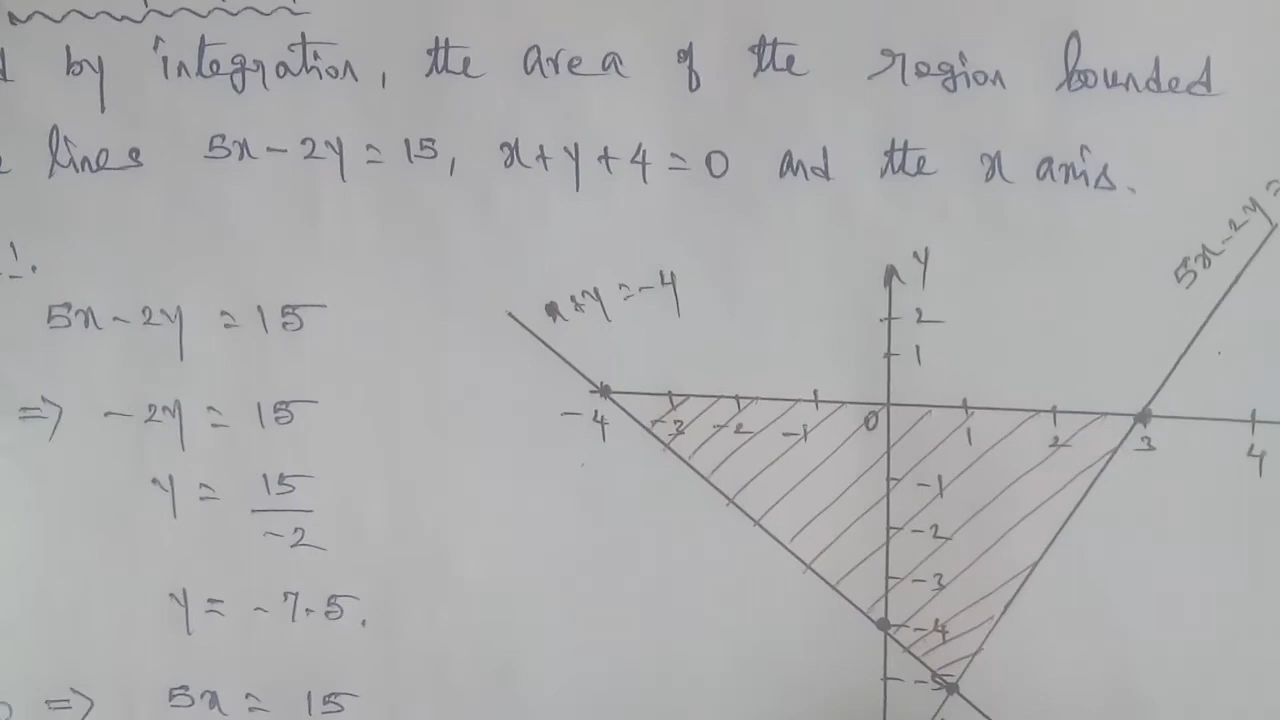 by integration, the area of the region bounded
lines 5x - 2y = 15, x + y + 4 = 0 and the x axis.
5x - 2y = 15
=> -2y = 15
y = 15
-2
y = -7.5.
=> 5x = 15
x + y = -4
5x - 2y =
Y
2
1
-4 -3 -2 -1 0 1 2 3 4
-1
-2
-3
-4
-5